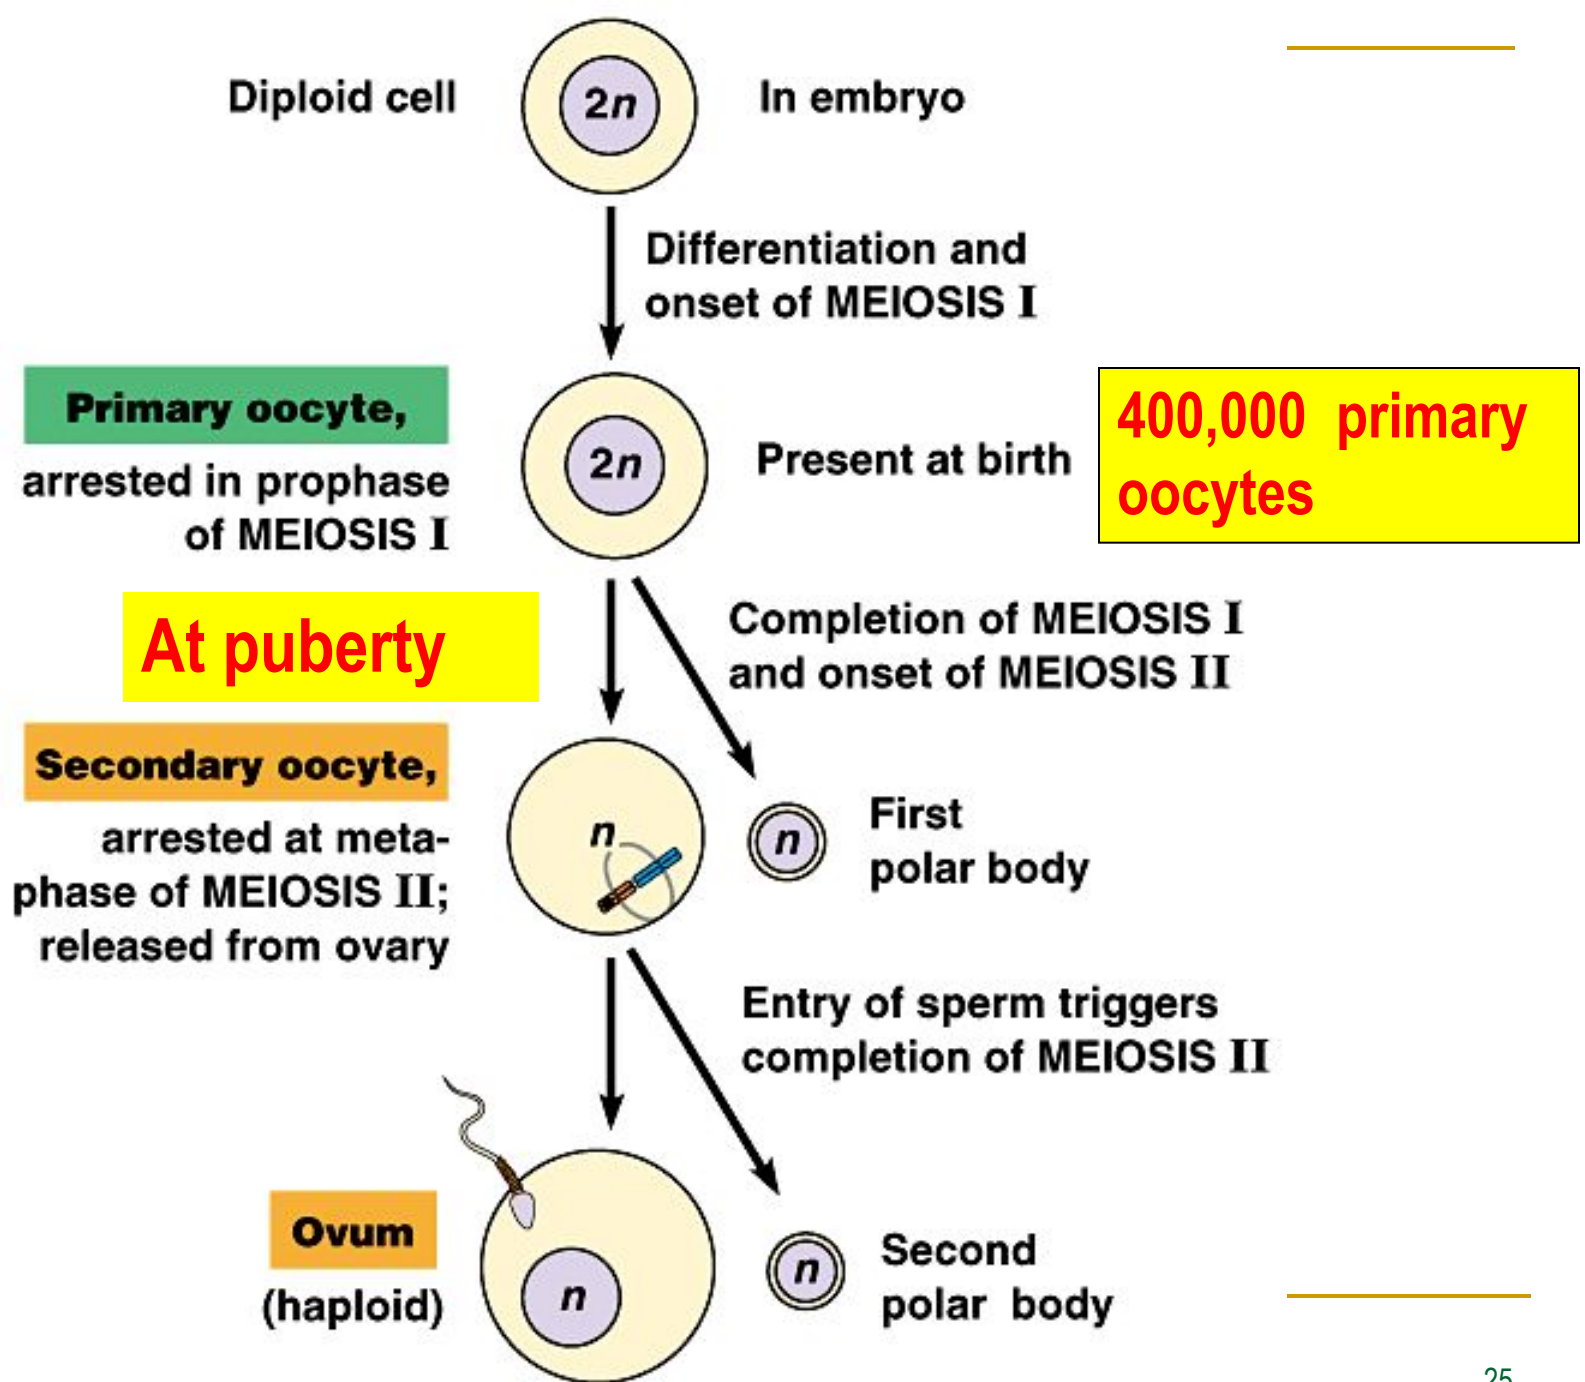 Diploid cell
2n
In embryo
Differentiation and
onset of MEIOSIS I
Primary oocyte,
arrested in prophase
of MEIOSIS I
2n
Present at birth
400,000 primary
oocytes
At puberty
Completion of MEIOSIS I
and onset of MEIOSIS II
Secondary oocyte,
arrested at meta-
phase of MEIOSIS II;
released from ovary
n
n
First
polar body
Entry of sperm triggers
completion of MEIOSIS II
Ovum
(haploid)
n
n
Second
polar body
25